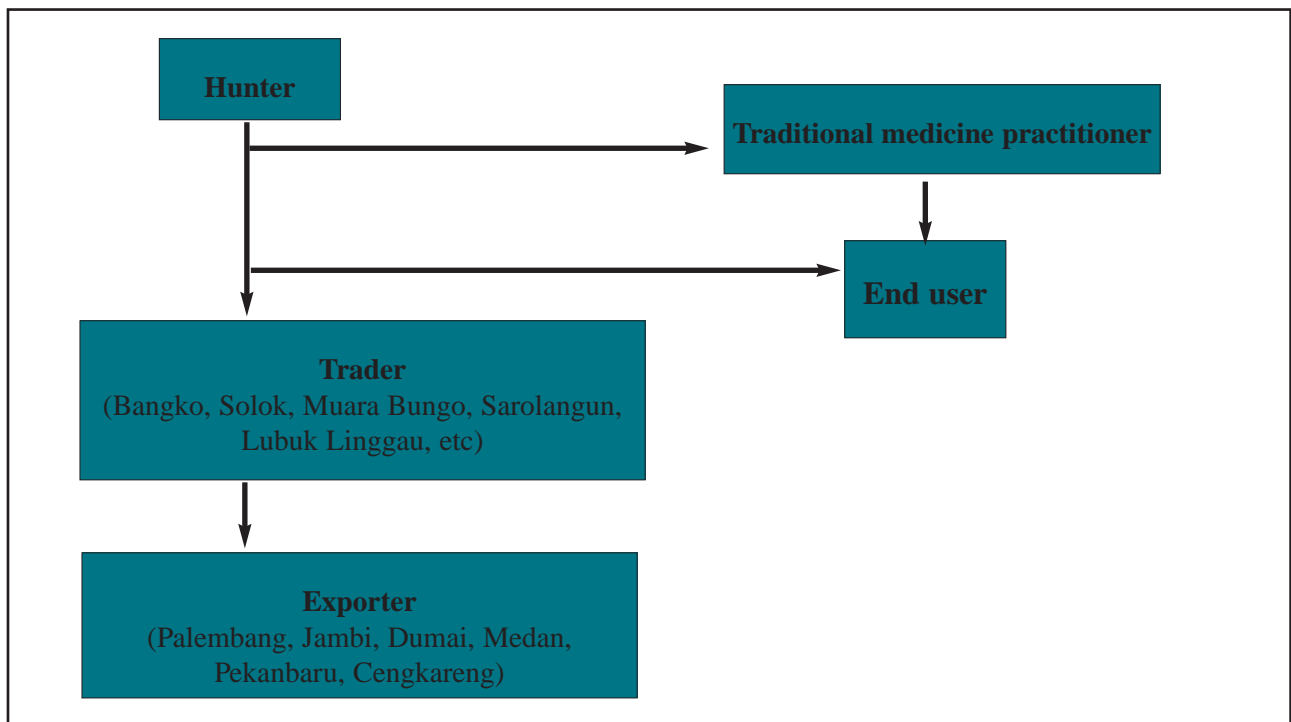 Hunter
Traditional medicine practitioner
End user
Trader
(Bangko, Solok, Muara Bungo, Sarolangun,
Lubuk Linggau, etc)
Exporter
(Palembang, Jambi, Dumai, Medan,
Pekanbaru, Cengkareng)